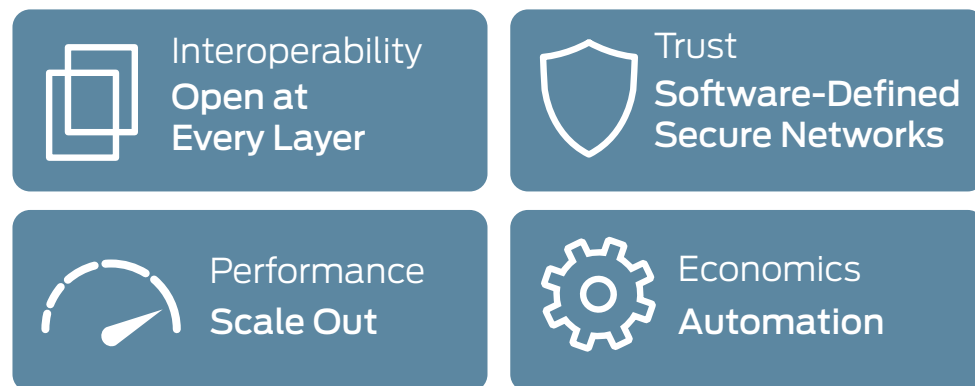 Interoperability
Open at
Every Layer
Trust
Software-Defined
Secure Networks
Performance
Scale Out
Economics
Automation